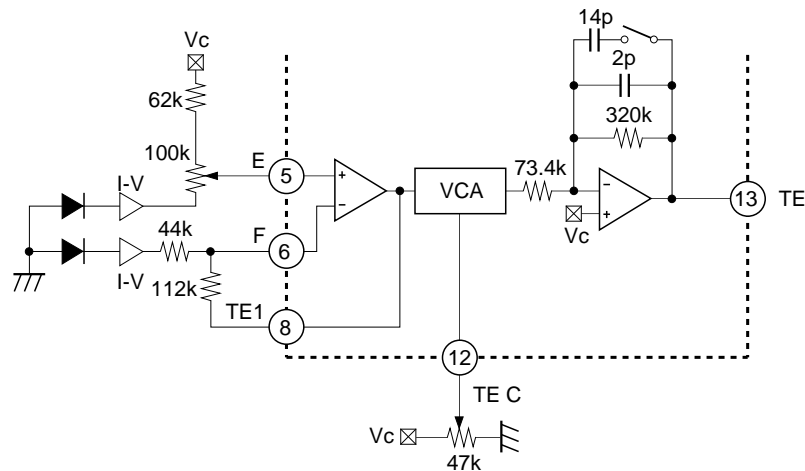 14p
Vc
2p
62k
320k
100k
E
5
+
−
VCA
73.4k
−
+
Vc
13
TE
I-V
44k
F
6
I-V
112k
TE1
8
12
TE C
Vc
47k